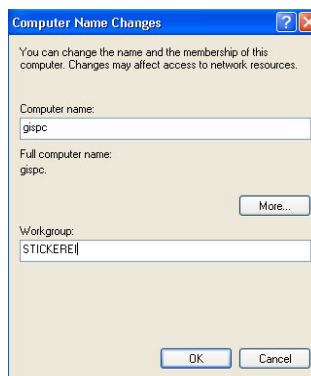 Computer Name Changes
You can change the name and the membership of this
computer. Changes may affect access to network resources.
Computer name:
gispc
Full computer name:
gispc.
More...
Workgroup:
STICKEREI
OK
Cancel